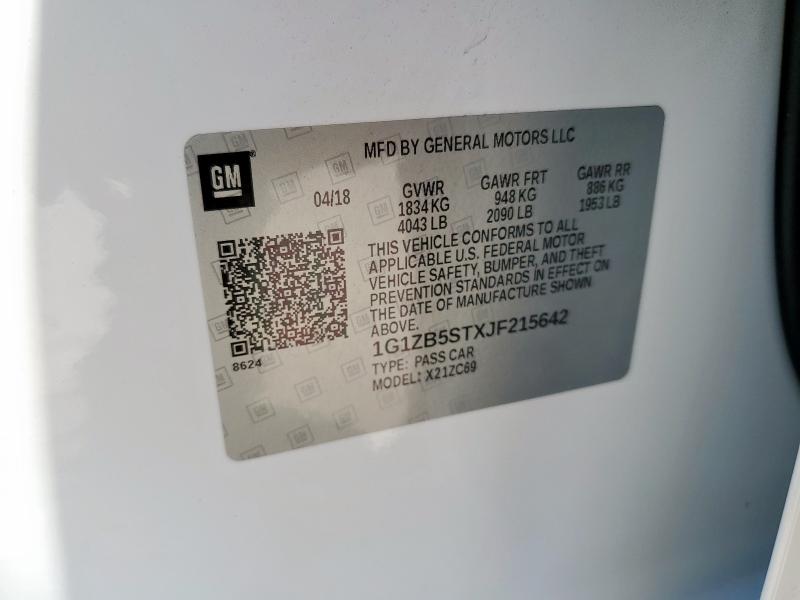 MFD BY GENERAL MOTORS LLC
GM
04/18
GVWR GAWR FRT GAWR RR
1834 KG 948 KG 886 KG
4043 LB 2090 LB 1953 LB
THIS VEHICLE CONFORMS TO ALL
APPLICABLE U.S. FEDERAL MOTOR
VEHICLE SAFETY, BUMPER, AND THEFT
PREVENTION STANDARDS IN EFFECT ON
THE DATE OF MANUFACTURE SHOWN
ABOVE.
1G1ZB5STXJF215642
8624
TYPE: PASS CAR
MODEL: X21ZC69